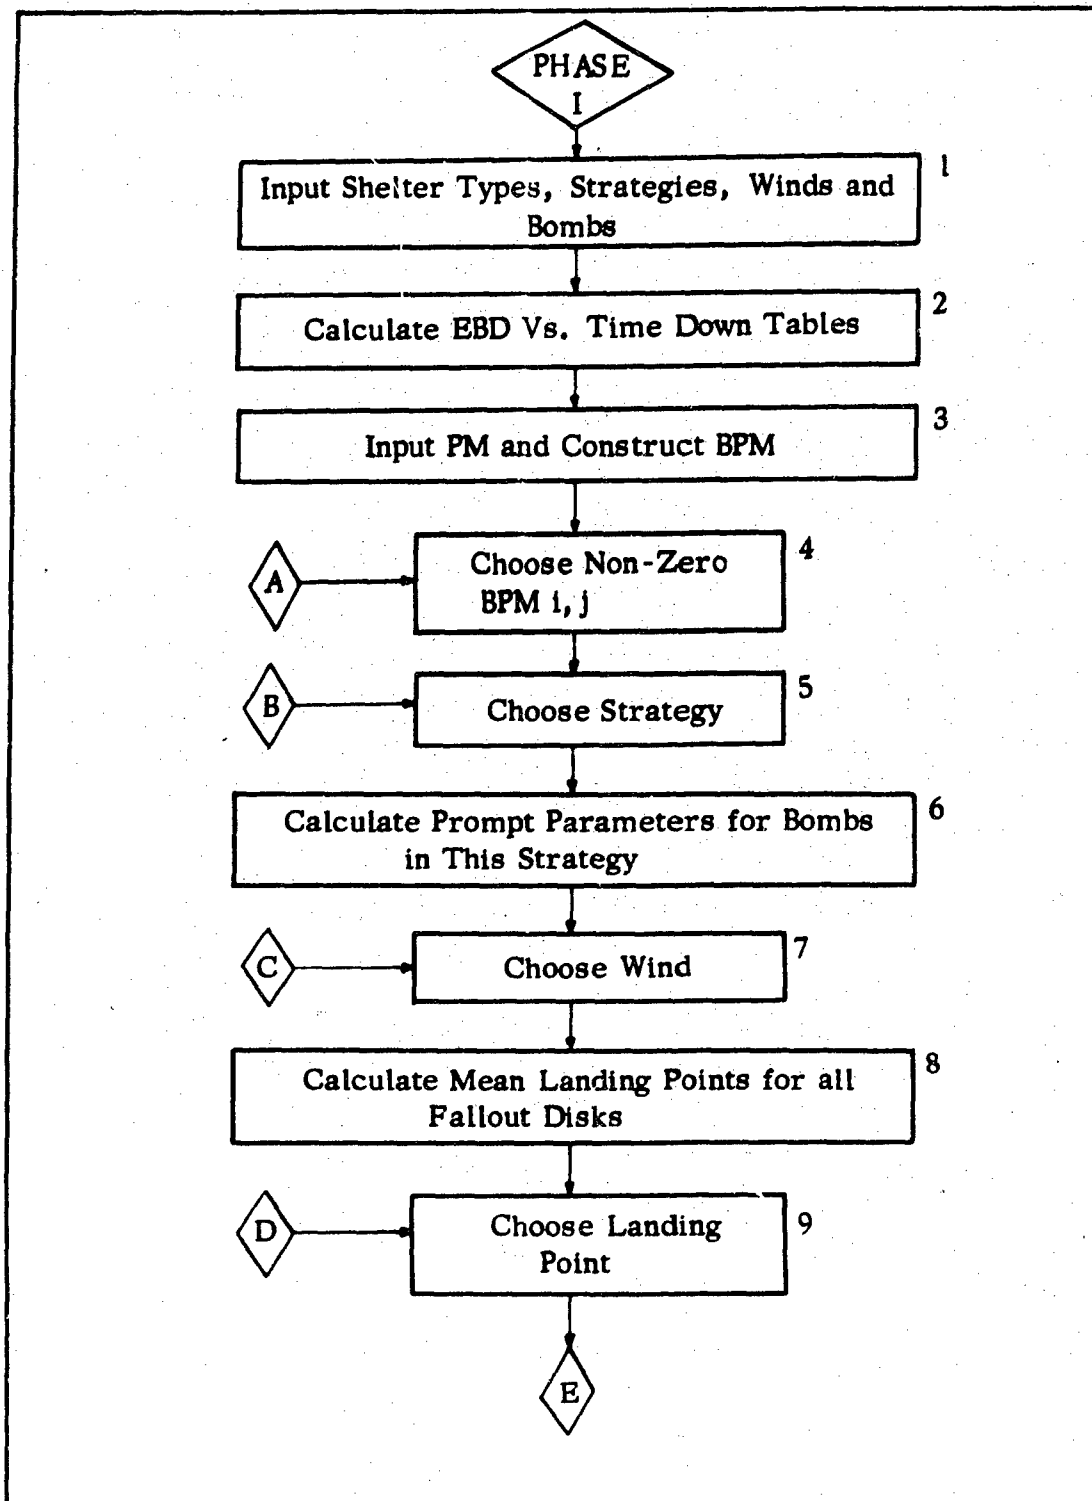 PHASE
I
1
Input Shelter Types, Strategies, Winds and
Bombs
2
Calculate EBD Vs. Time Down Tables
3
Input PM and Construct BPM
4
Choose Non-Zero
BPM i, j
A
5
Choose Strategy
B
6
Calculate Prompt Parameters for Bombs
in This Strategy
7
Choose Wind
C
8
Calculate Mean Landing Points for all
Fallout Disks
9
Choose Landing
Point
D
E